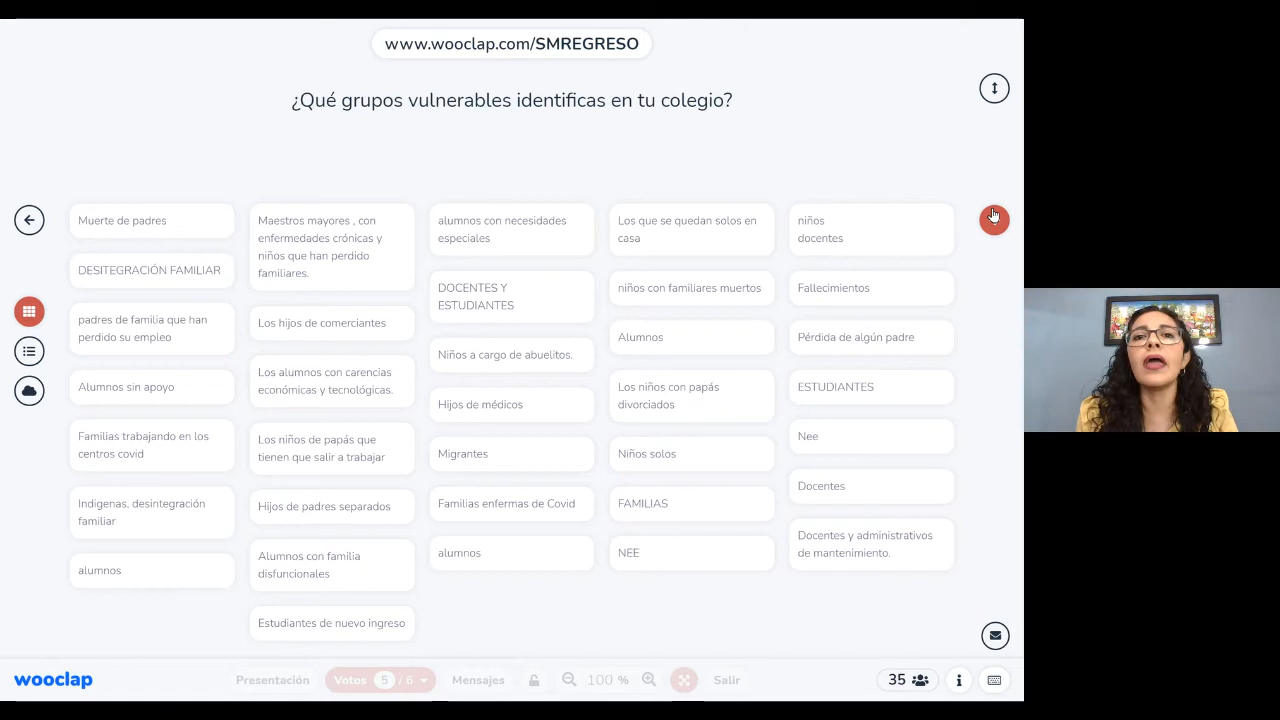 www.wooclap.com/SMREGRESO
¿Qué grupos vulnerables identificas en tu colegio?
Muerte de padres
DESITEGRACIÓN FAMILIAR
padres de familia que han
perdido su empleo
Alumnos sin apoyo
Familias trabajando en los
centros covid
Indigenas, desintegración
familiar
alumnos
Maestros mayores , con
enfermedades crónicas y
niños que han perdido
familiares.
Los hijos de comerciantes
Los alumnos con carencias
económicas y tecnológicas.
Los niños de papás que
tienen que salir a trabajar
Hijos de padres separados
Alumnos con familia
disfuncionales
Estudiantes de nuevo ingreso
alumnos con necesidades
especiales
DOCENTES Y
ESTUDIANTES
Niños a cargo de abuelitos.
Hijos de médicos
Migrantes
Familias enfermas de Covid
alumnos
Los que se quedan solos en
casa
niños con familiares muertos
Alumnos
Los niños con papás
divorciados
Niños solos
FAMILIAS
NEE
niños
docentes
Fallecimientos
Pérdida de algún padre
ESTUDIANTES
Nee
Docentes
Docentes y administrativos
de mantenimiento.
wooclap
Presentación
Votos 5 / 6
Mensajes
100 %
Salir
35